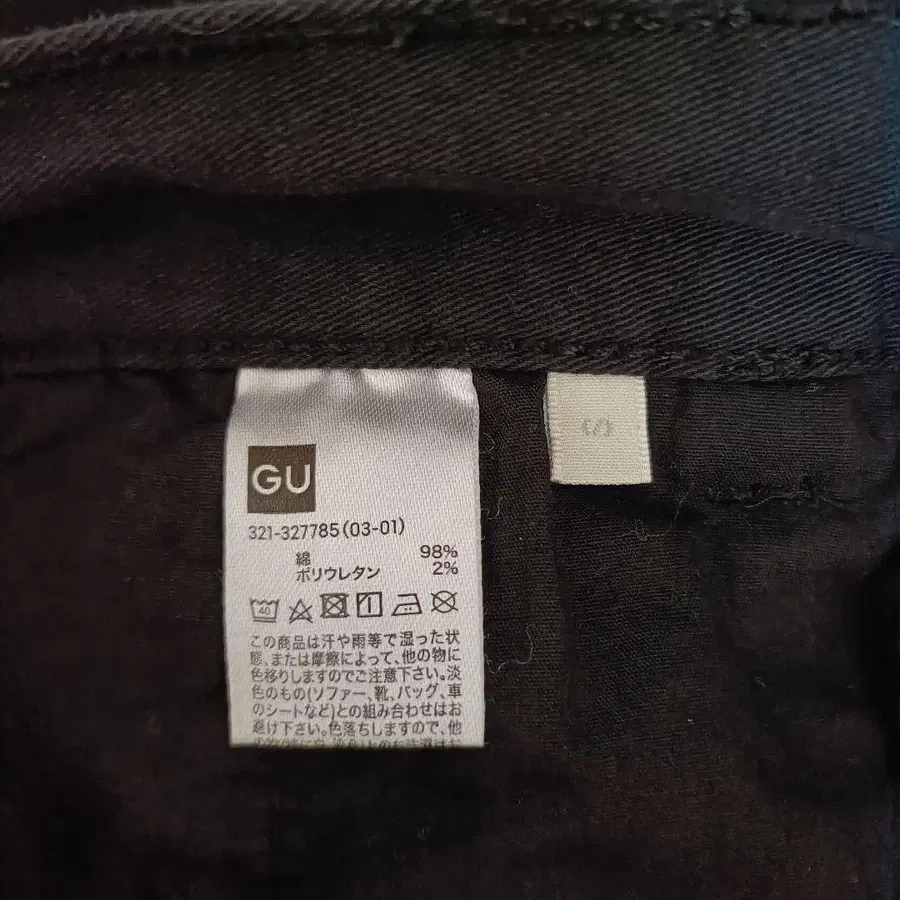 GU
321-327785(03-01)
綿 98%
ポリウレタン 2%
40
この商品は汗や雨等で湿った状
態、または摩擦によって、他の物に
色移りしますのでご注意下さい。淡
色のもの(ソファー、靴、バッグ、車
のシートなど)との組み合わせはお
避け下さい。色落ちしますので、他